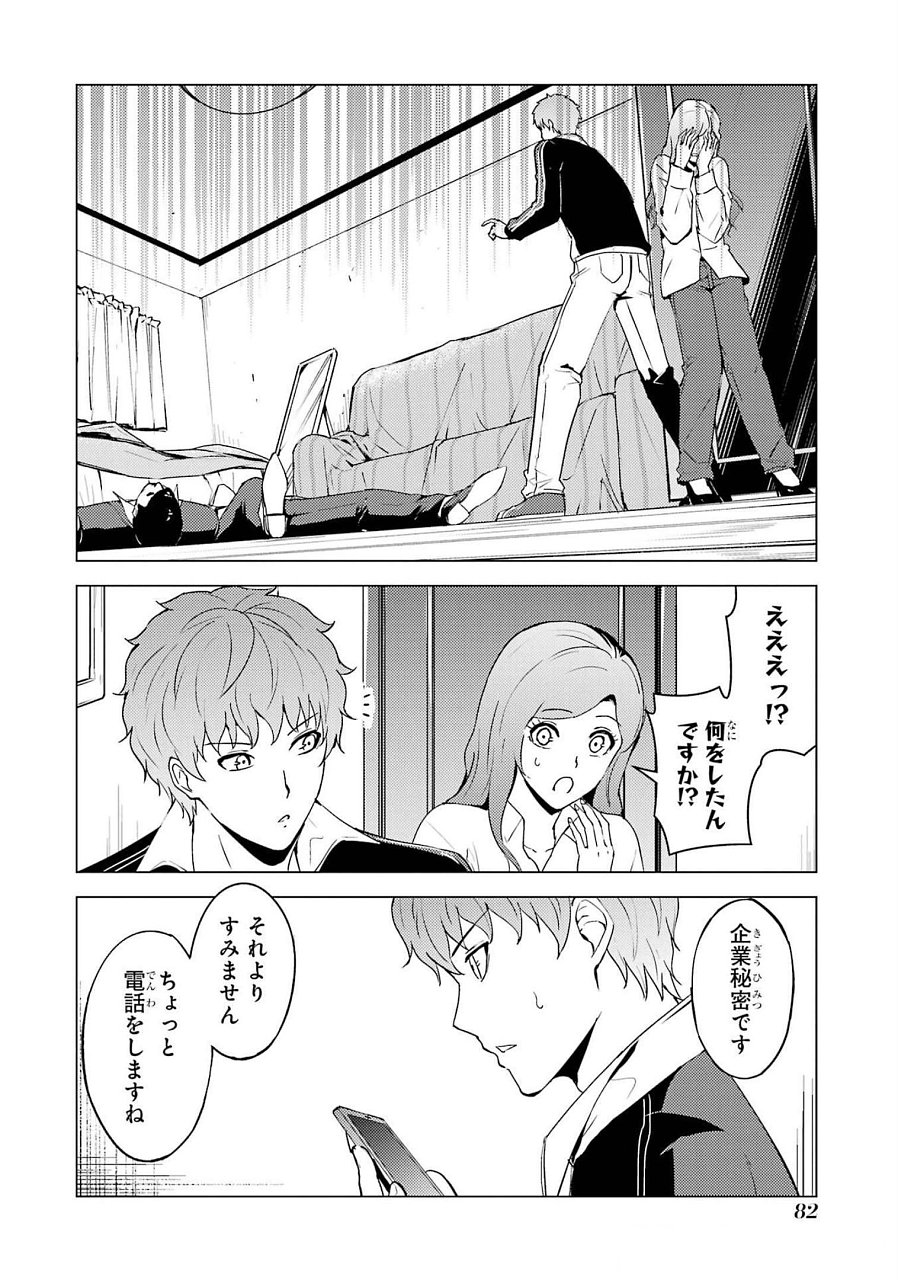 えええっ!?
何をしたん
ですか!?
企業秘密です
それより
すみません
ちょっと
電話をしますね
82